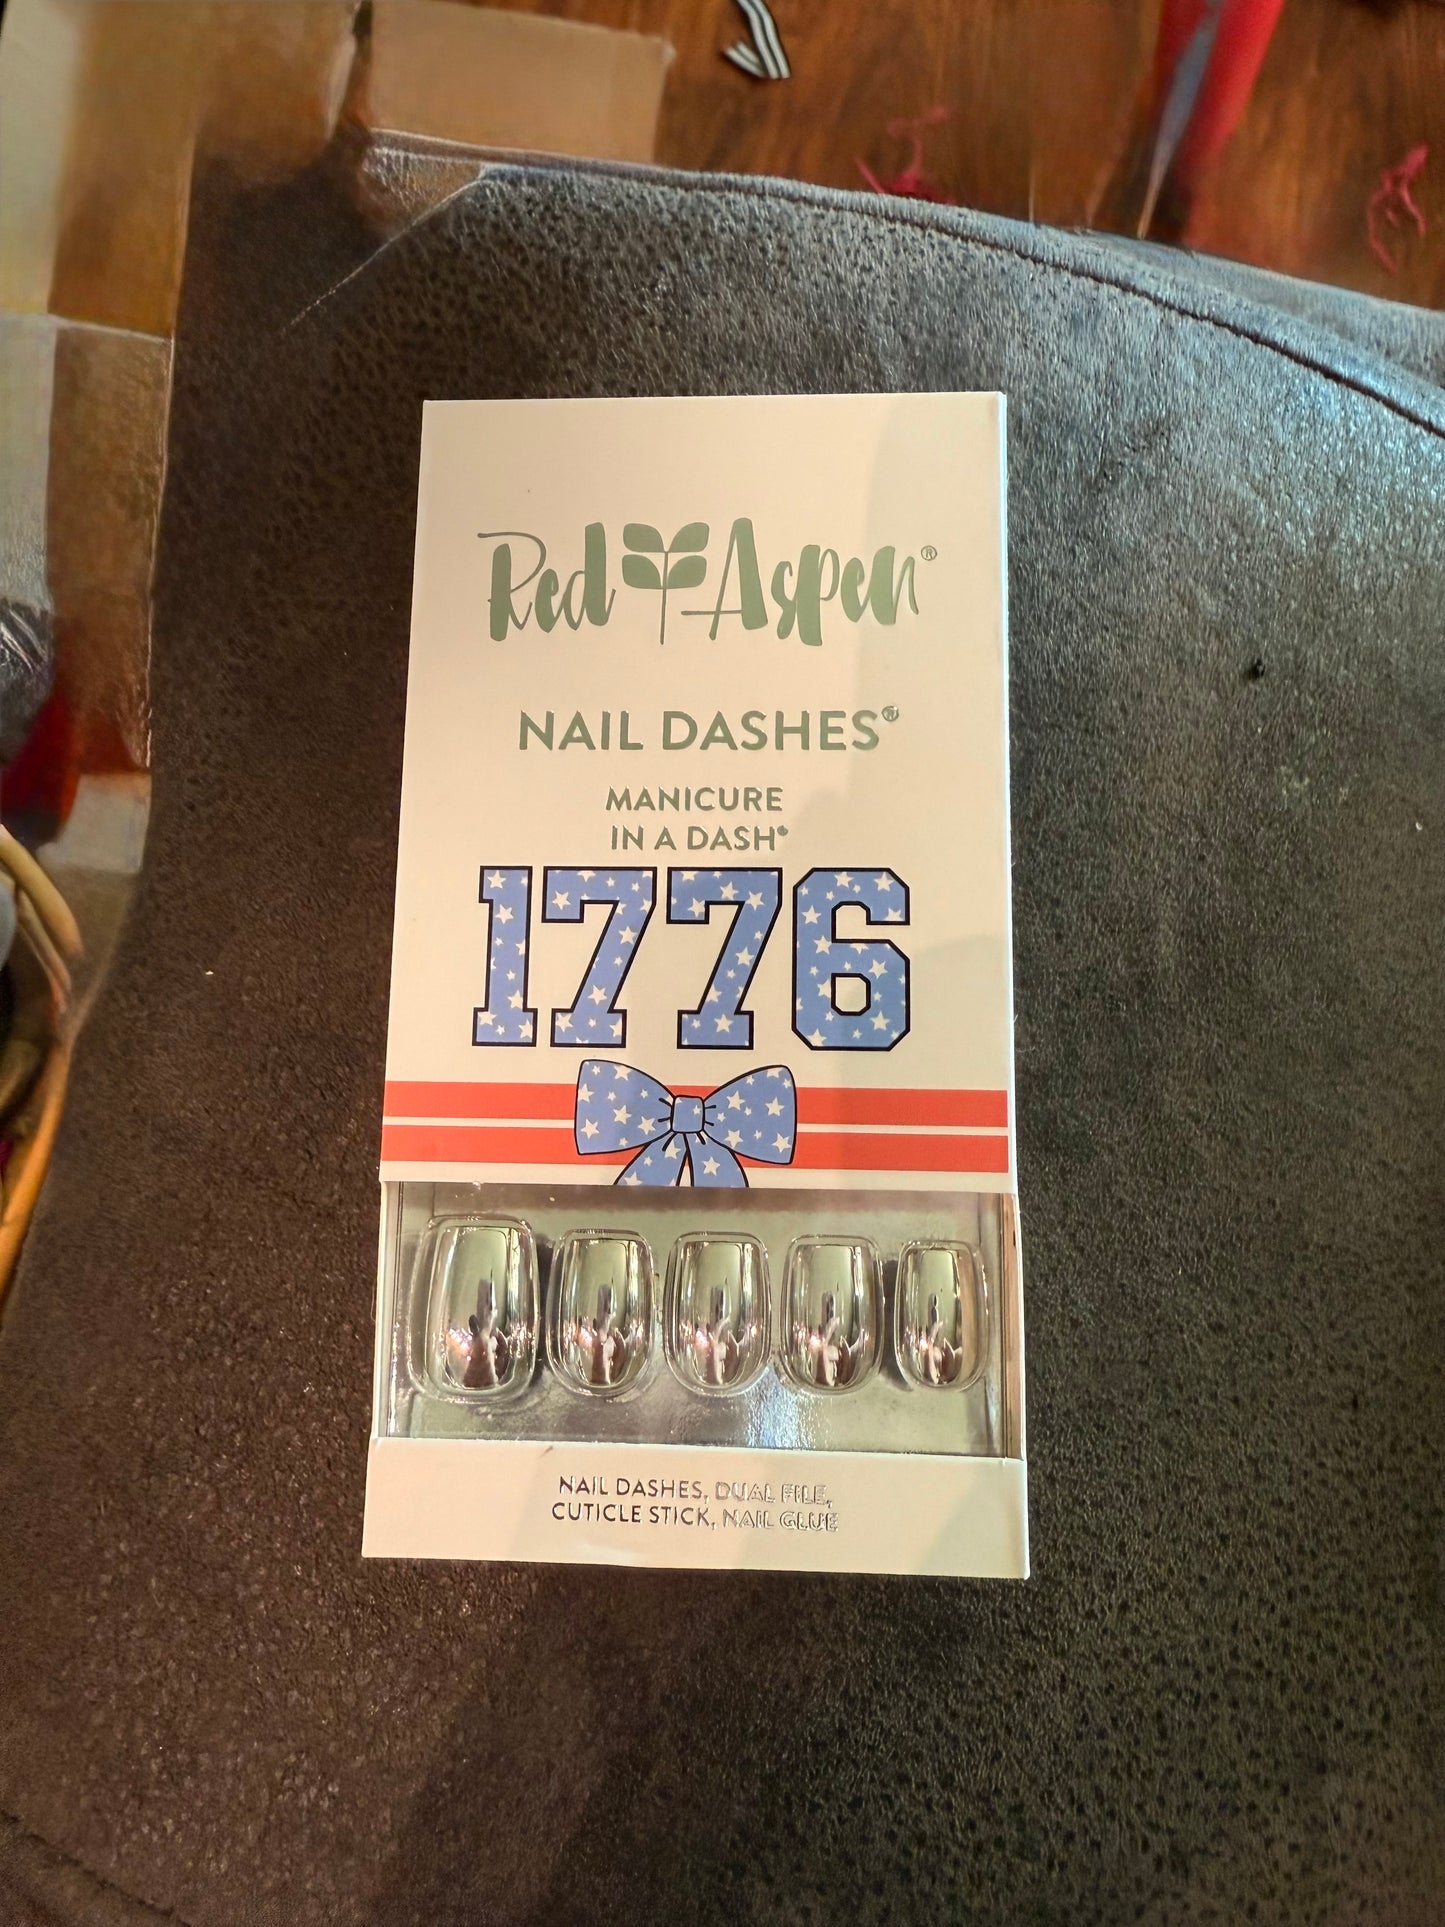 Red Aspen®
NAIL DASHES®
MANICURE
IN A DASH®
1776
NAIL DASHES, DUAL FILE,
CUTICLE STICK, NAIL GLUE